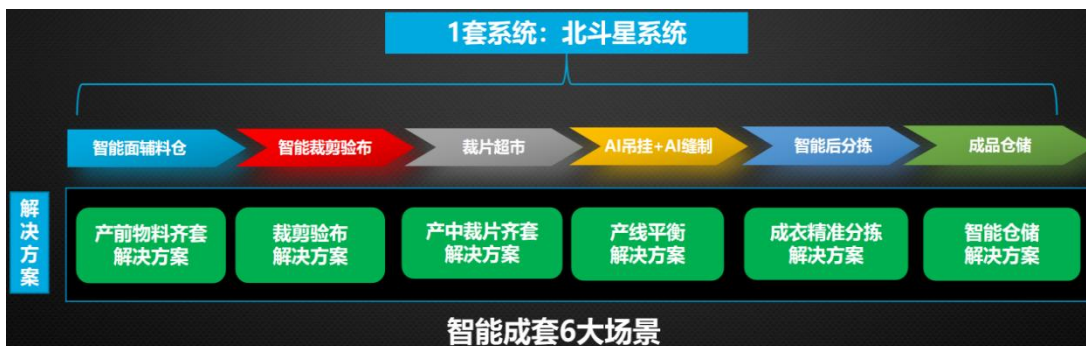 1套系统：北斗星系统
智能面辅料仓
智能裁剪验布
裁片超市
AI吊挂+AI缝制
智能后分拣
成品仓储
解决方案
产前物料齐套
解决方案
裁剪验布
解决方案
产中裁片齐套
解决方案
产线平衡
解决方案
成衣精准分拣
解决方案
智能仓储
解决方案
智能成套6大场景